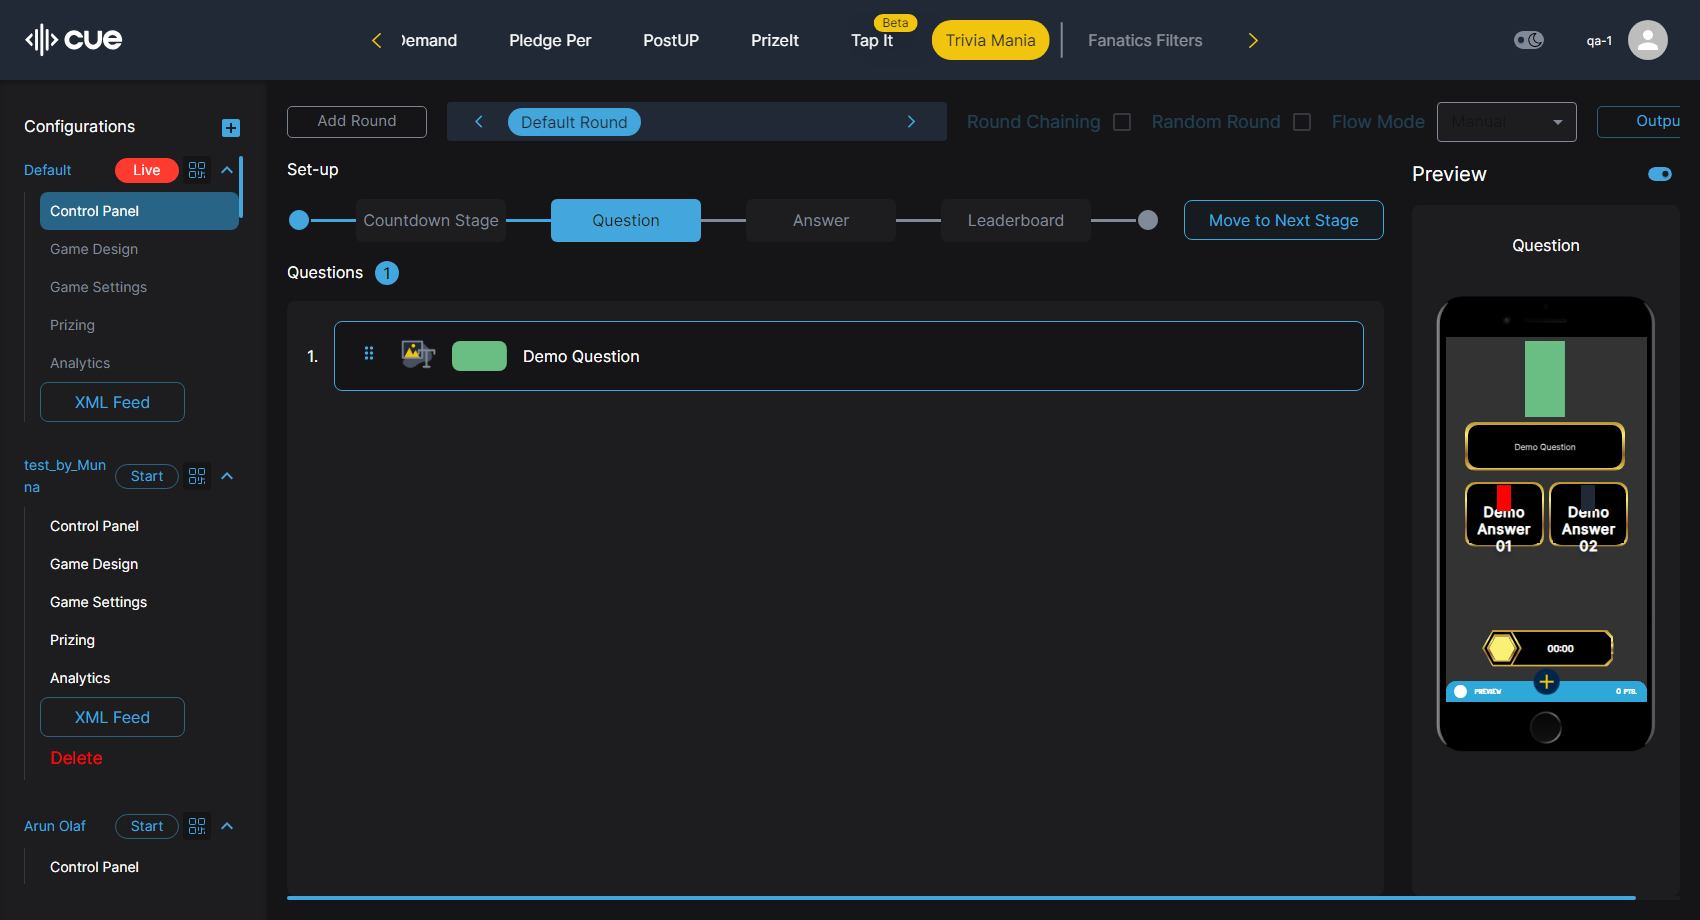 cue
Demand
Pledge Per
PostUP
PrizeIt
Tap It
Beta
Trivia Mania
Fanatics Filters
qa-1
Configurations
Default
Live
Control Panel
Game Design
Game Settings
Prizing
Analytics
XML Feed
test_by_Mun
na
Start
Control Panel
Game Design
Game Settings
Prizing
Analytics
XML Feed
Delete
Arun Olaf
Start
Control Panel
Add Round
Default Round
Round Chaining
Random Round
Flow Mode
Manual
Outpu
Set-up
Countdown Stage
Question
Answer
Leaderboard
Move to Next Stage
Questions 1
1. Demo Question
Preview
Question
Demo Question
Demo
Answer
01
Demo
Answer
02
00:00
PREVIEW
0 PTS.